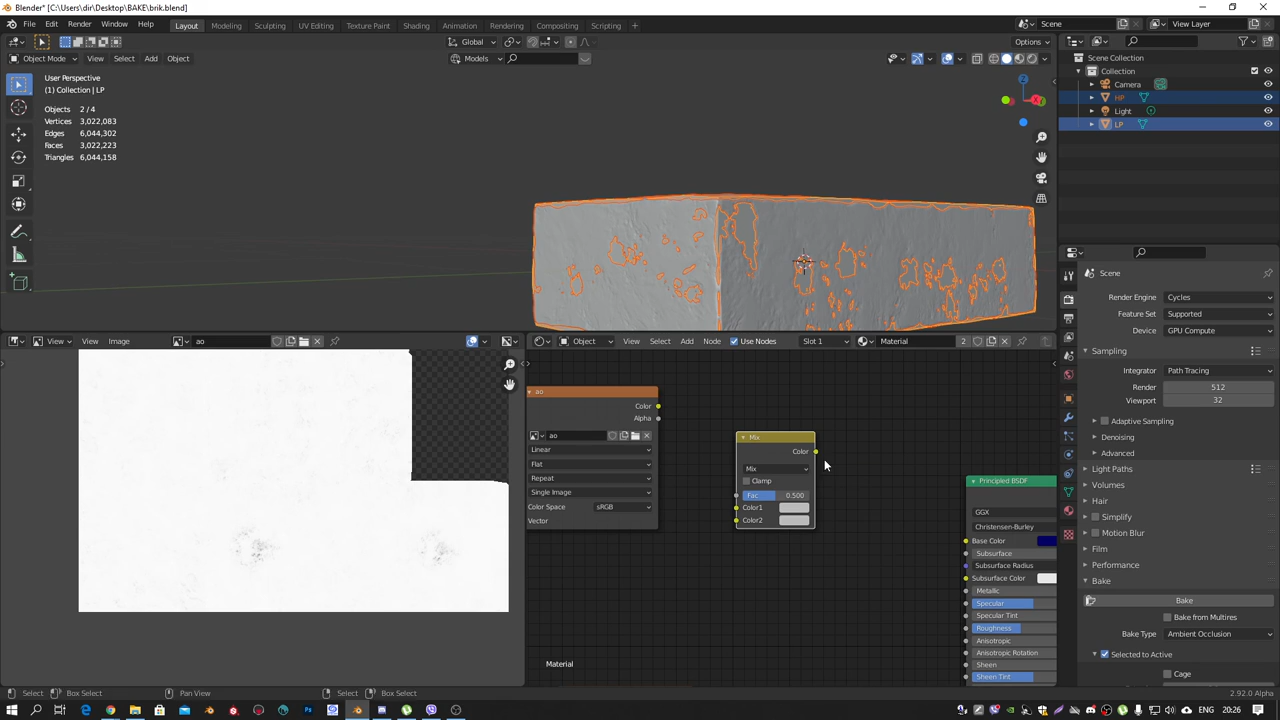 Blender* [C:\Users\dir\Desktop\BAKE\brik.blend]
File Edit Render Window Help Layout Modeling Sculpting UV Editing Texture Paint Shading Animation Rendering Compositing Scripting Scene View Layer
Global Options
Object Mode View Select Add Object Models
User Perspective
(1) Collection | LP
Objects 2 / 4
Vertices 3,022,083
Edges 6,044,302
Faces 3,022,223
Triangles 6,044,158
Z
Scene Collection
Collection
Camera
HP
Light
LP
Scene
Render Engine Cycles
Feature Set Supported
Device GPU Compute
Sampling
Integrator Path Tracing
Render 512
Viewport 32
Adaptive Sampling
Denoising
Advanced
Light Paths
Volumes
Hair
Simplify
Motion Blur
Film
Performance
Bake
Bake
Bake from Multires
Bake Type Ambient Occlusion
Selected to Active
Cage
View View Image ao
Object View Select Add Node Use Nodes Slot 1 Material 2
ao
Color
Alpha
ao
Linear
Flat
Repeat
Single Image
Color Space sRGB
Vector
Mix
Color
Mix
Clamp
Fac 0.500
Color1
Color2
Principled BSDF
GGX
Christensen-Burley
Base Color
Subsurface
Subsurface Radius
Subsurface Color
Metallic
Specular
Specular Tint
Roughness
Anisotropic
Anisotropic Rotation
Sheen
Sheen Tint
Material
Select Box Select Pan View Select Box Select 2.92.0 Alpha
ENG 20:26